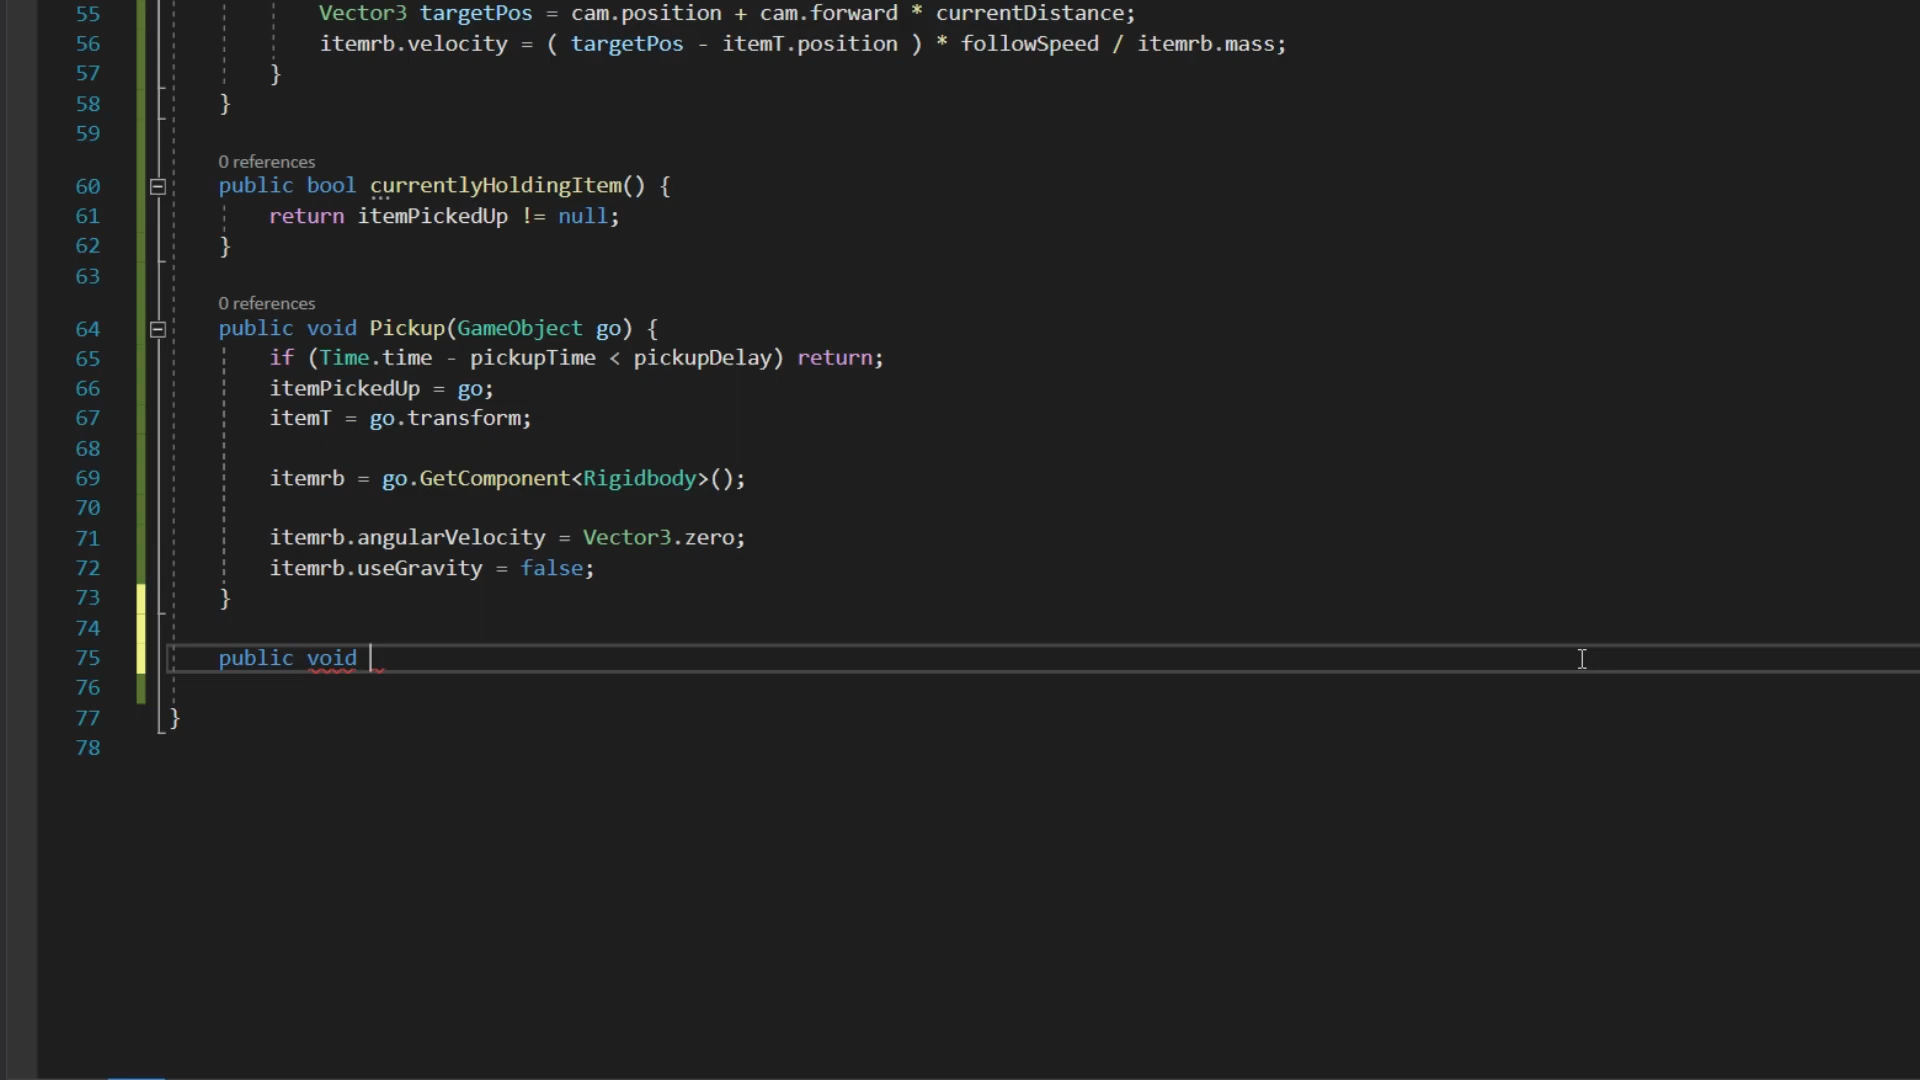 55 Vector3 targetPos = cam.position + cam.forward * currentDistance;
56 itemrb.velocity = ( targetPos - itemT.position ) * followSpeed / itemrb.mass;
57 }
58 }
59
0 references
60 public bool currentlyHoldingItem() {
61 return itemPickedUp != null;
62 }
63
0 references
64 public void Pickup(GameObject go) {
65 if (Time.time - pickupTime < pickupDelay) return;
66 itemPickedUp = go;
67 itemT = go.transform;
68
69 itemrb = go.GetComponent<Rigidbody>();
70
71 itemrb.angularVelocity = Vector3.zero;
72 itemrb.useGravity = false;
73 }
74
75 public void
76
77 }
78